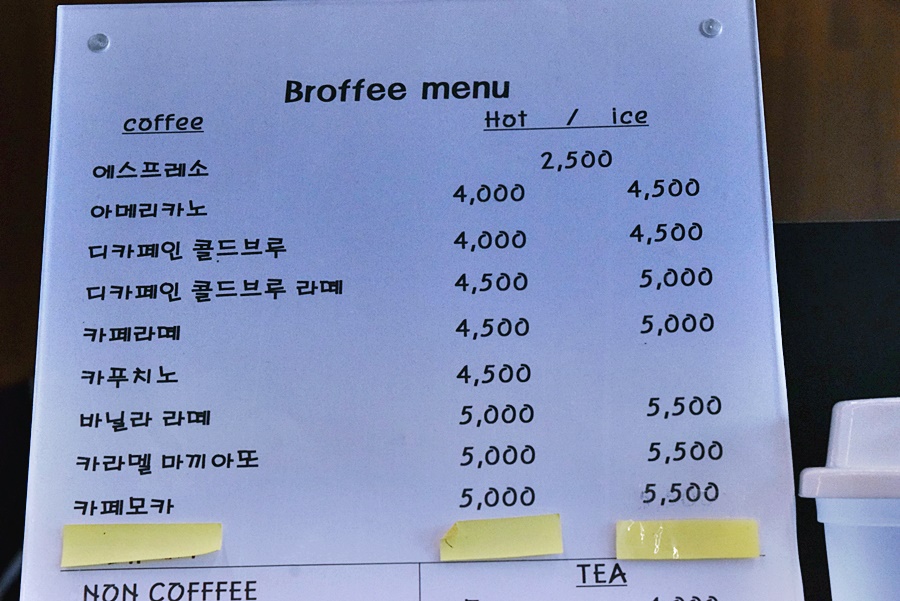 Broffee menu
coffee Hot / ice
에스프레소 2,500
아메리카노 4,000 4,500
디카페인 콜드브루 4,000 4,500
디카페인 콜드브루 라떼 4,500 5,000
카페라떼 4,500 5,000
카푸치노 4,500
바닐라 라떼 5,000 5,500
카라멜 마끼아또 5,000 5,500
카페모카 5,000 5,500
NON COFFFEE TEA